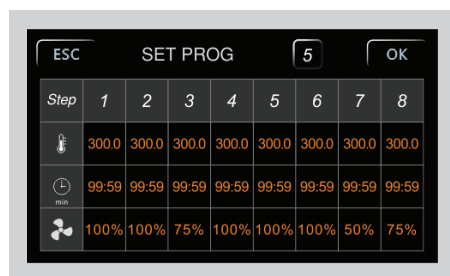 ESC SET PROG 5 OK
Step 1 2 3 4 5 6 7 8
300.0 300.0 300.0 300.0 300.0 300.0 300.0 300.0
min 99:59 99:59 99:59 99:59 99:59 99:59 99:59 99:59
100% 100% 75% 100% 100% 100% 50% 75%